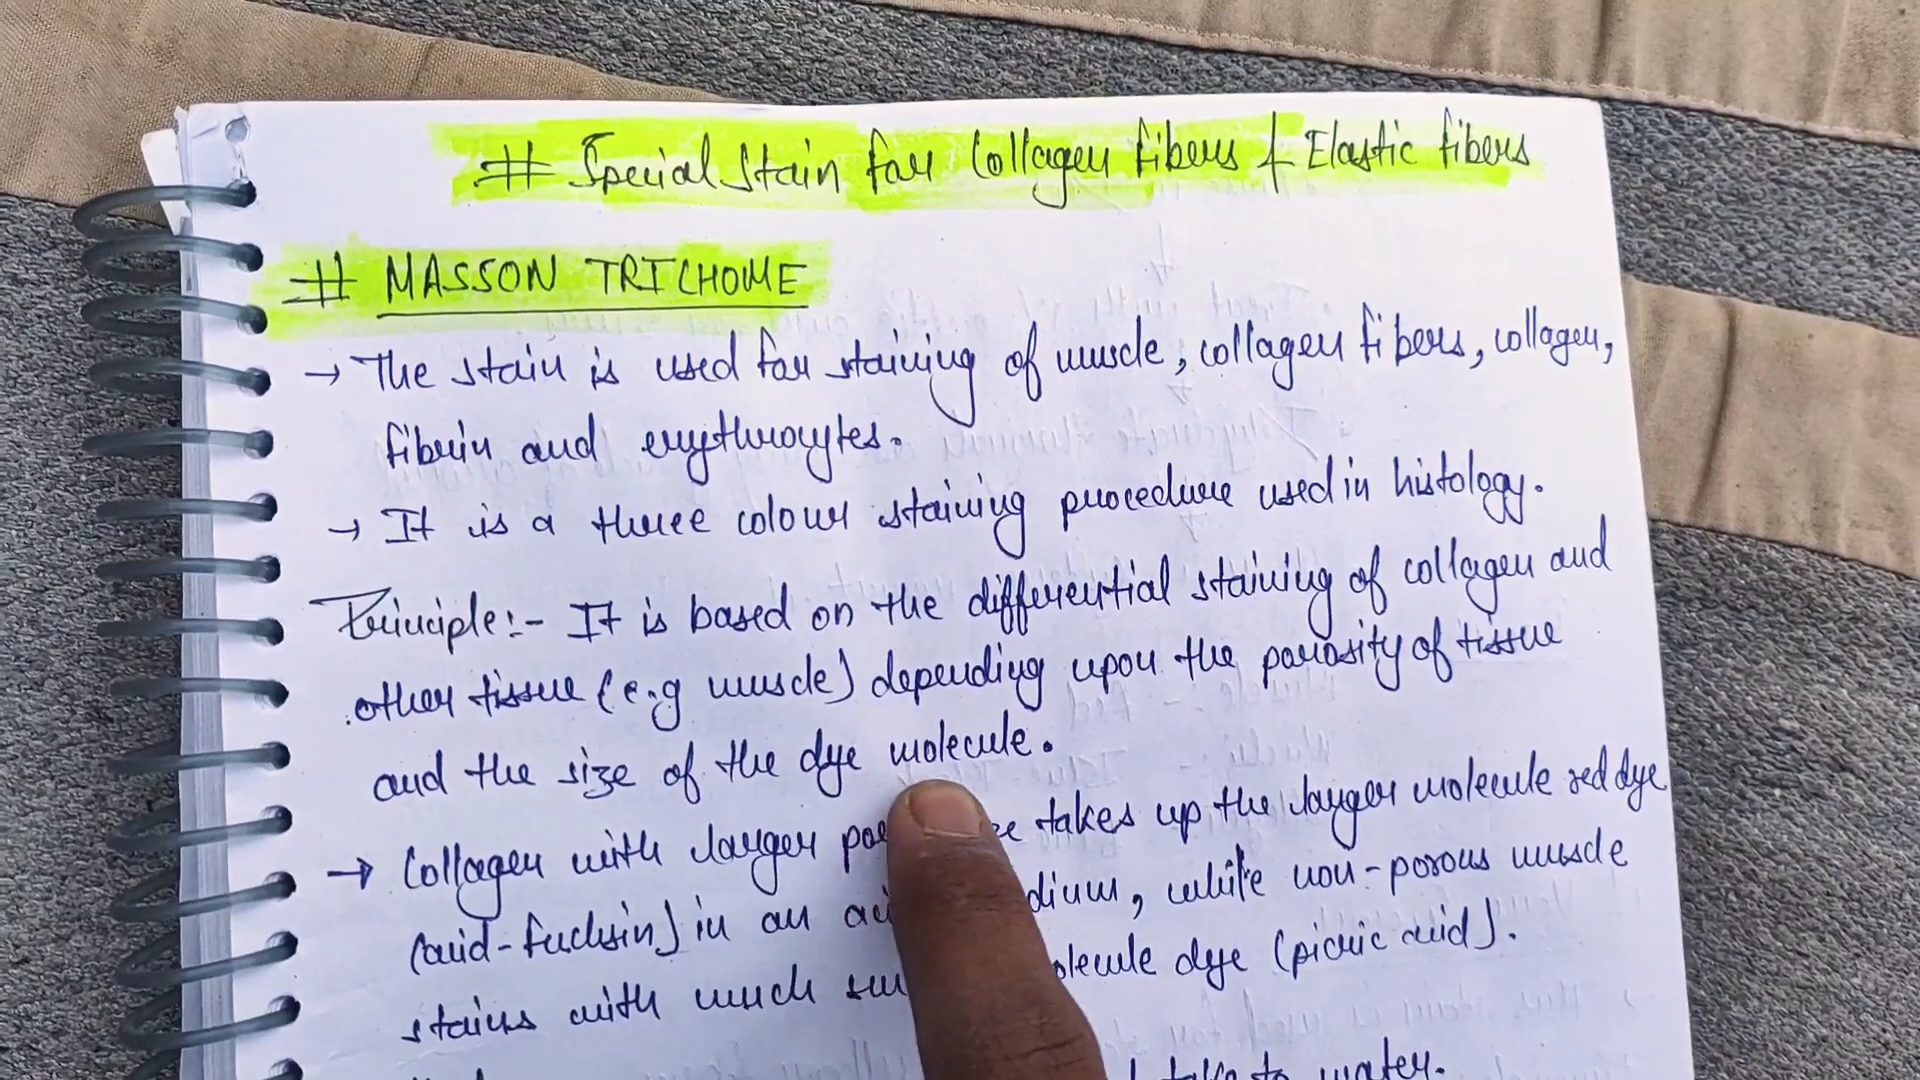 # Special Stain for Collagen fibers & Elastic fibers
# MASSON TRICHOME
→ The stain is used for staining of muscle, collagen fibers, collagen,
fibrin and erythrocytes.
→ It is a three colour staining procedure used in histology.
Principle:- It is based on the differential staining of collagen and
other tissue (e.g muscle) depending upon the porosity of tissue
and the size of the dye molecule.
→ Collagen with larger takes up the larger molecule red dye
(acid-fuchsin) in an , while non-porous muscle
stains with much dye (picric acid).
to water.